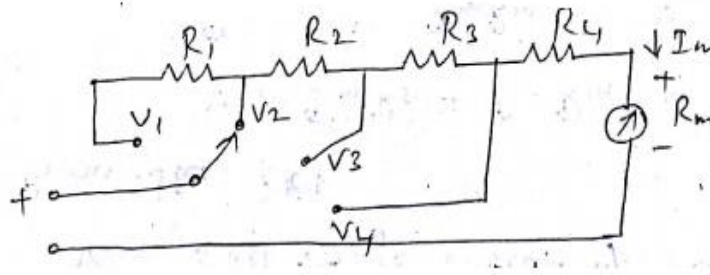 R1 R2 R3 R4
↓ Im
+
V1 V2
Rm
V3
-
+
V4